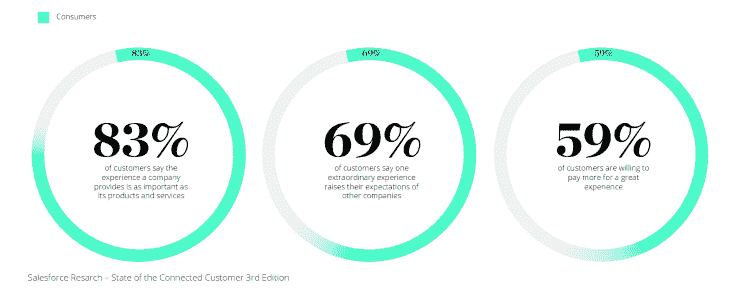 Consumers
83%
69%
59%
83%
of customers say the
experience a company
provides is as important as
its products and services
69%
of customers say one
extraordinary experience
raises their expectations of
other companies
59%
of customers are willing to
pay more for a great
experience
Salesforce Resarch – State of the Connected Customer 3rd Edition